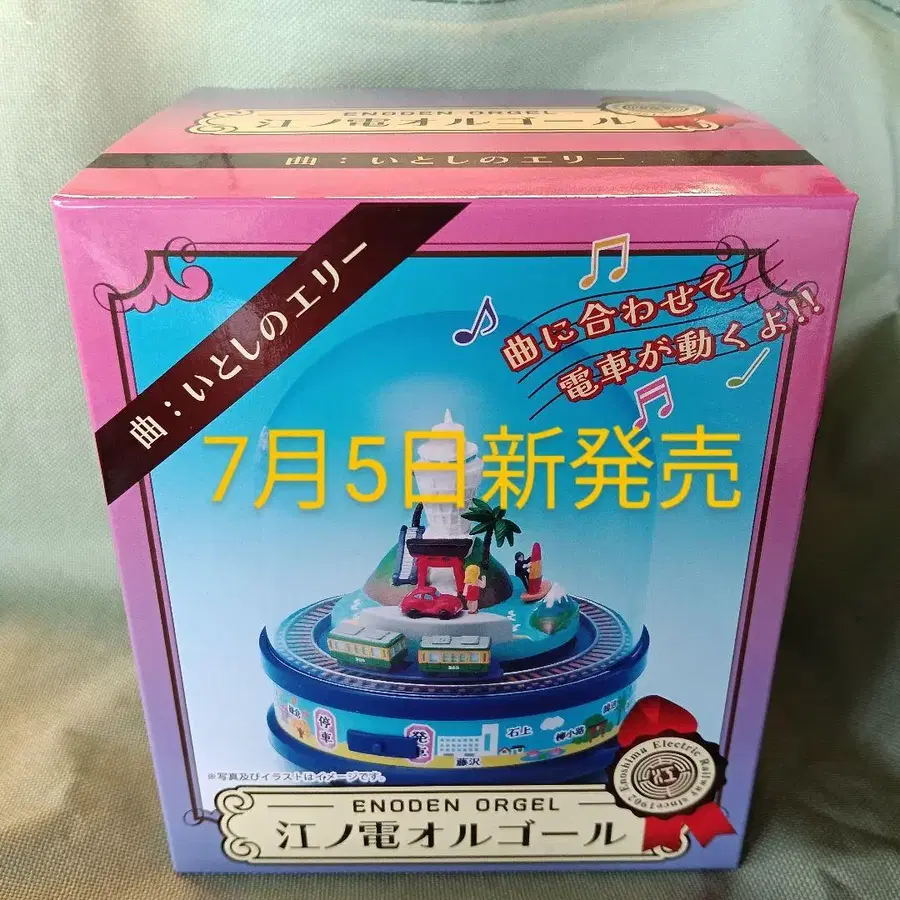 ENODEN ORGEL
江ノ電オルゴール
曲：いとしのエリー
曲：いとしのエリー
曲に合わせて
電車が動くよ!!
7月5日新発売
鎌倉
停車
発車
藤沢
石上
柳小路
※写真及びイラストはイメージです。
Enoshima Electric Railway since1902
江
ENODEN ORGEL
江ノ電オルゴール